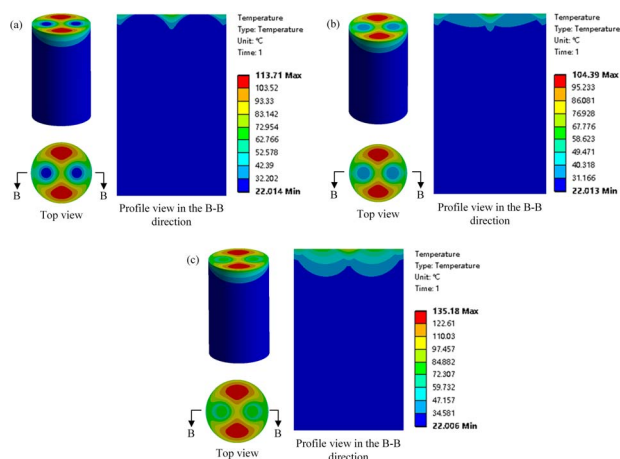 (a)
Temperature
Type: Temperature
Unit: °C
Time: 1
113.71 Max
103.52
93.33
83.142
72.954
62.766
52.578
42.39
32.202
22.014 Min
B
B
Top view
Profile view in the B-B
direction
(b)
Temperature
Type: Temperature
Unit: °C
Time: 1
104.39 Max
95.233
86.081
76.928
67.776
58.623
49.471
40.318
31.166
22.013 Min
B
B
Top view
Profile view in the B-B
direction
(c)
Temperature
Type: Temperature
Unit: °C
Time: 1
135.18 Max
122.61
110.03
97.457
84.882
72.307
59.732
47.157
34.581
22.006 Min
B
B
Top view
Profile view in the B-B
direction